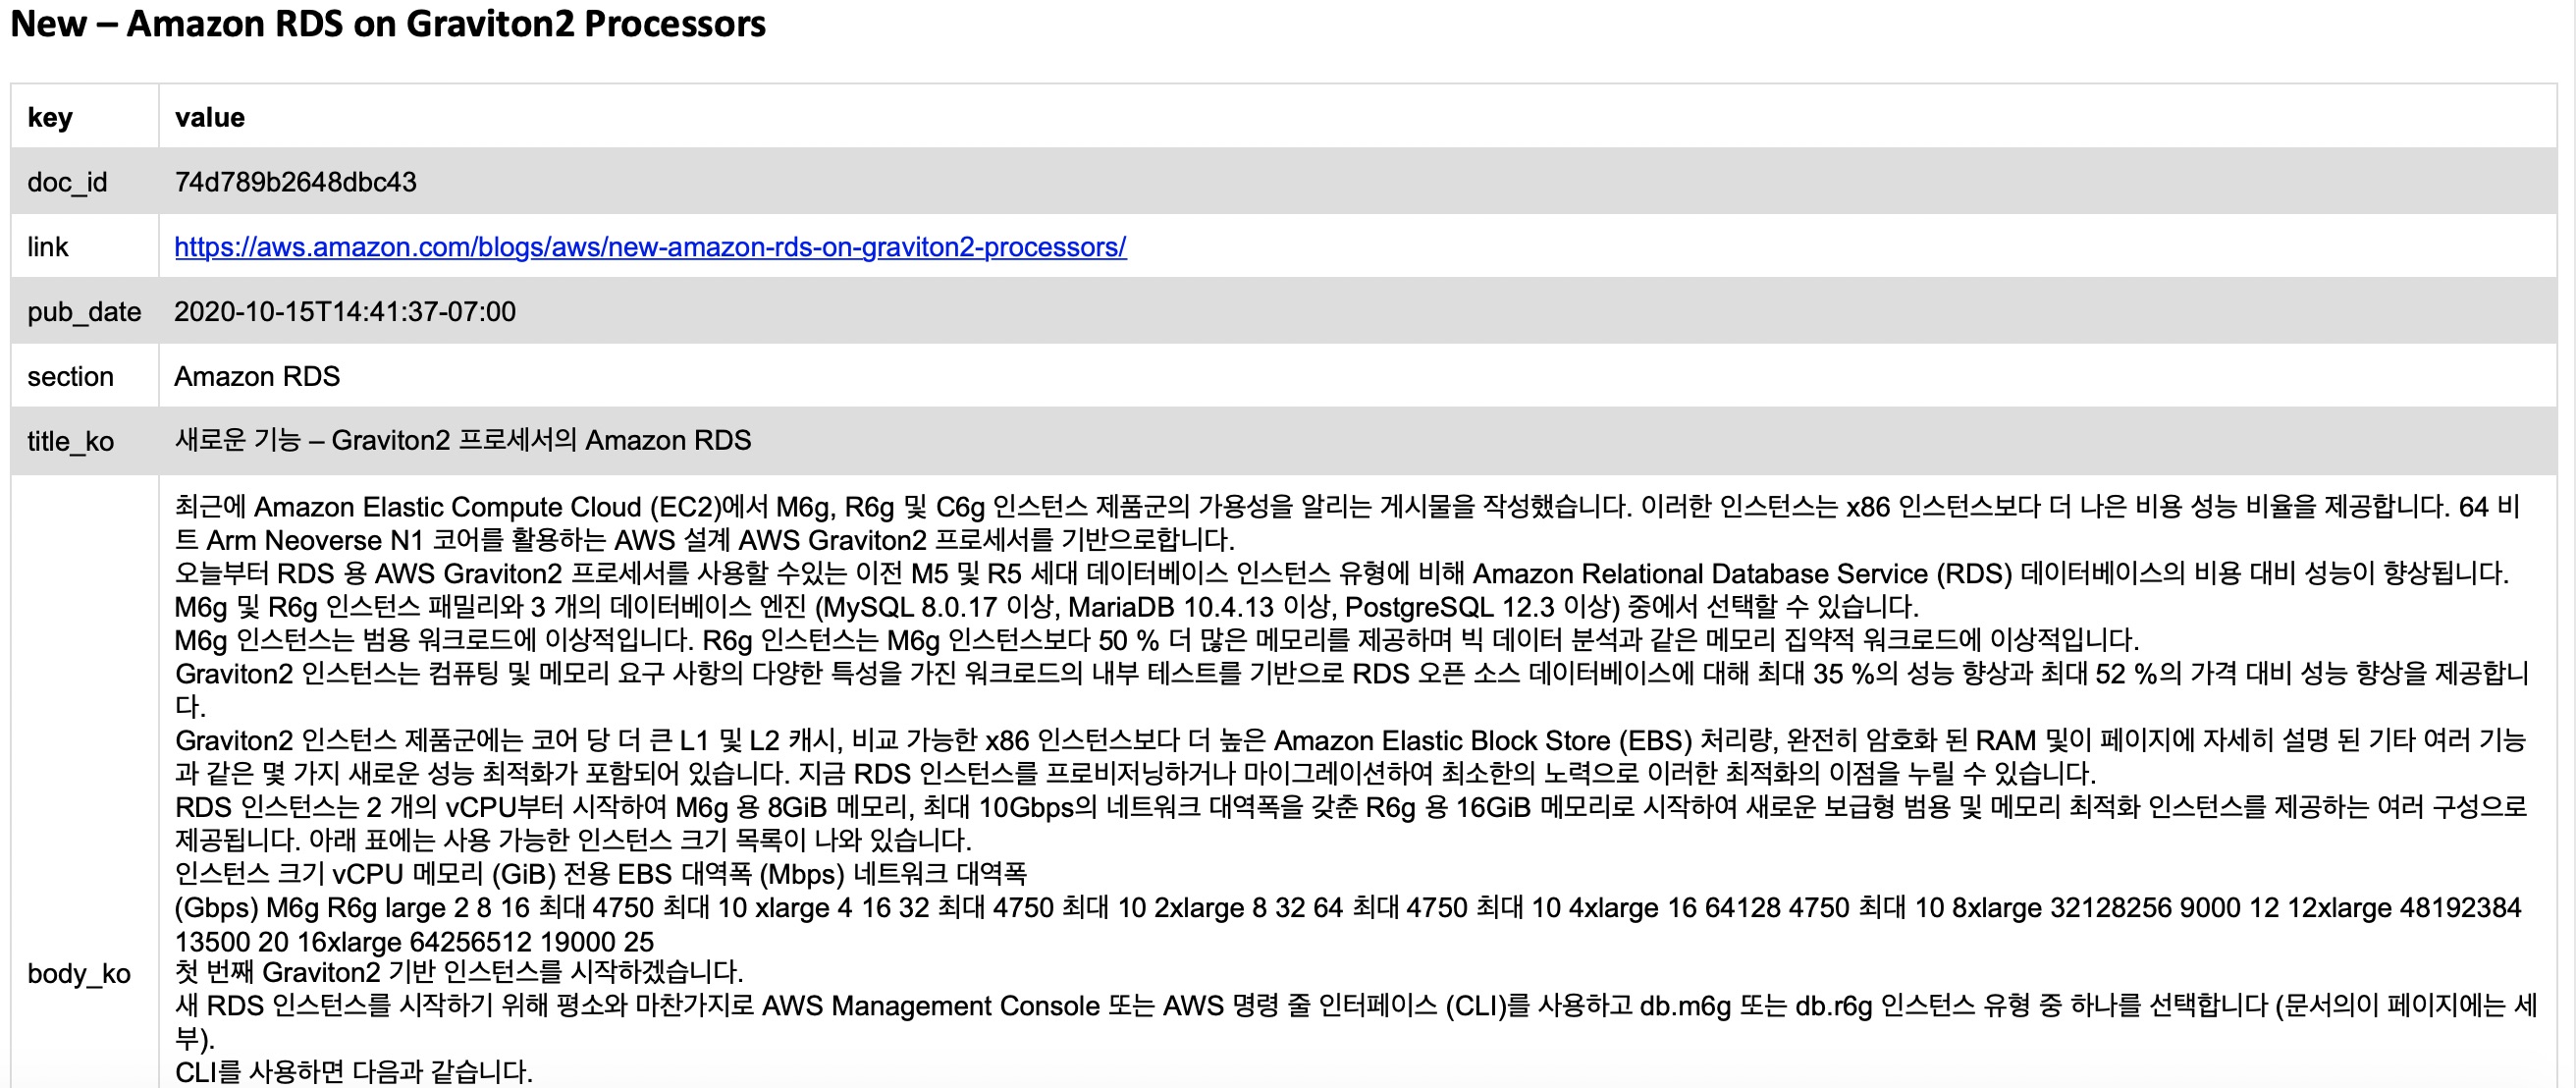 New – Amazon RDS on Graviton2 Processors
key value
doc_id 74d789b2648dbc43
link https://aws.amazon.com/blogs/aws/new-amazon-rds-on-graviton2-processors/
pub_date 2020-10-15T14:41:37-07:00
section Amazon RDS
title_ko 새로운 기능 – Graviton2 프로세서의 Amazon RDS
최근에 Amazon Elastic Compute Cloud (EC2)에서 M6g, R6g 및 C6g 인스턴스 제품군의 가용성을 알리는 게시물을 작성했습니다. 이러한 인스턴스는 x86 인스턴스보다 더 나은 비용 성능 비율을 제공합니다. 64 비
트 Arm Neoverse N1 코어를 활용하는 AWS 설계 AWS Graviton2 프로세서를 기반으로합니다.
오늘부터 RDS 용 AWS Graviton2 프로세서를 사용할 수있는 이전 M5 및 R5 세대 데이터베이스 인스턴스 유형에 비해 Amazon Relational Database Service (RDS) 데이터베이스의 비용 대비 성능이 향상됩니다.
M6g 및 R6g 인스턴스 패밀리와 3 개의 데이터베이스 엔진 (MySQL 8.0.17 이상, MariaDB 10.4.13 이상, PostgreSQL 12.3 이상) 중에서 선택할 수 있습니다.
M6g 인스턴스는 범용 워크로드에 이상적입니다. R6g 인스턴스는 M6g 인스턴스보다 50 % 더 많은 메모리를 제공하며 빅 데이터 분석과 같은 메모리 집약적 워크로드에 이상적입니다.
Graviton2 인스턴스는 컴퓨팅 및 메모리 요구 사항의 다양한 특성을 가진 워크로드의 내부 테스트를 기반으로 RDS 오픈 소스 데이터베이스에 대해 최대 35 %의 성능 향상과 최대 52 %의 가격 대비 성능 향상을 제공합니
다.
Graviton2 인스턴스 제품군에는 코어 당 더 큰 L1 및 L2 캐시, 비교 가능한 x86 인스턴스보다 더 높은 Amazon Elastic Block Store (EBS) 처리량, 완전히 암호화 된 RAM 및이 페이지에 자세히 설명 된 기타 여러 기능
과 같은 몇 가지 새로운 성능 최적화가 포함되어 있습니다. 지금 RDS 인스턴스를 프로비저닝하거나 마이그레이션하여 최소한의 노력으로 이러한 최적화의 이점을 누릴 수 있습니다.
RDS 인스턴스는 2 개의 vCPU부터 시작하여 M6g 용 8GiB 메모리, 최대 10Gbps의 네트워크 대역폭을 갖춘 R6g 용 16GiB 메모리로 시작하여 새로운 보급형 범용 및 메모리 최적화 인스턴스를 제공하는 여러 구성으로
제공됩니다. 아래 표에는 사용 가능한 인스턴스 크기 목록이 나와 있습니다.
인스턴스 크기 vCPU 메모리 (GiB) 전용 EBS 대역폭 (Mbps) 네트워크 대역폭
(Gbps) M6g R6g large 2 8 16 최대 4750 최대 10 xlarge 4 16 32 최대 4750 최대 10 2xlarge 8 32 64 최대 4750 최대 10 4xlarge 16 64128 4750 최대 10 8xlarge 32128256 9000 12 12xlarge 48192384
13500 20 16xlarge 64256512 19000 25
body_ko 첫 번째 Graviton2 기반 인스턴스를 시작하겠습니다.
새 RDS 인스턴스를 시작하기 위해 평소와 마찬가지로 AWS Management Console 또는 AWS 명령 줄 인터페이스 (CLI)를 사용하고 db.m6g 또는 db.r6g 인스턴스 유형 중 하나를 선택합니다 (문서의이 페이지에는 세
부).
CLI를 사용하면 다음과 같습니다.